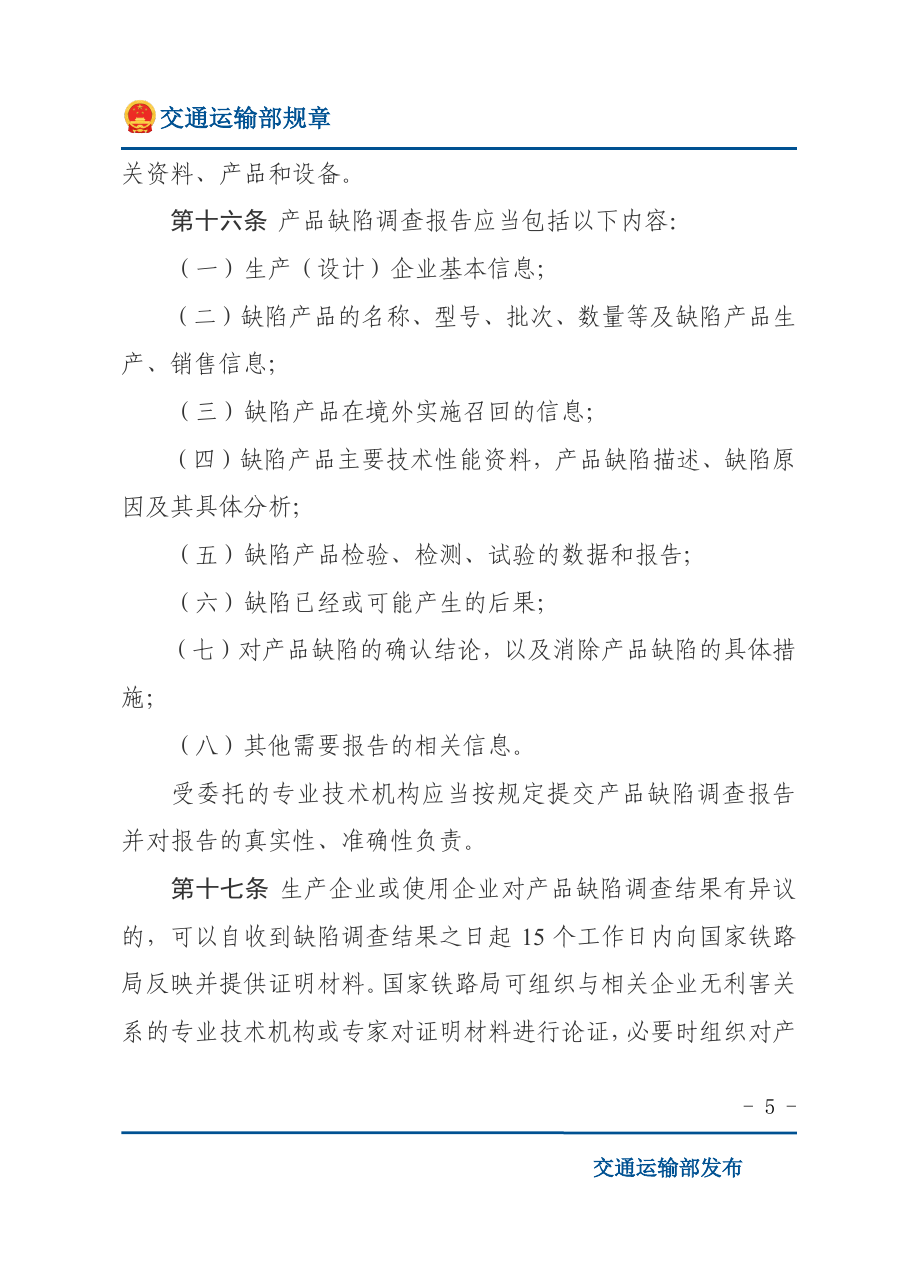 交通运输部规章
关资料、产品和设备。
第十六条 产品缺陷调查报告应当包括以下内容：
（一）生产（设计）企业基本信息；
（二）缺陷产品的名称、型号、批次、数量等及缺陷产品生
产、销售信息；
（三）缺陷产品在境外实施召回的信息；
（四）缺陷产品主要技术性能资料，产品缺陷描述、缺陷原
因及其具体分析；
（五）缺陷产品检验、检测、试验的数据和报告；
（六）缺陷已经或可能产生的后果；
（七）对产品缺陷的确认结论，以及消除产品缺陷的具体措
施；
（八）其他需要报告的相关信息。
受委托的专业技术机构应当按规定提交产品缺陷调查报告
并对报告的真实性、准确性负责。
第十七条 生产企业或使用企业对产品缺陷调查结果有异议
的，可以自收到缺陷调查结果之日起 15 个工作日内向国家铁路
局反映并提供证明材料。国家铁路局可组织与相关企业无利害关
系的专业技术机构或专家对证明材料进行论证，必要时组织对产
- 5 -
交通运输部发布